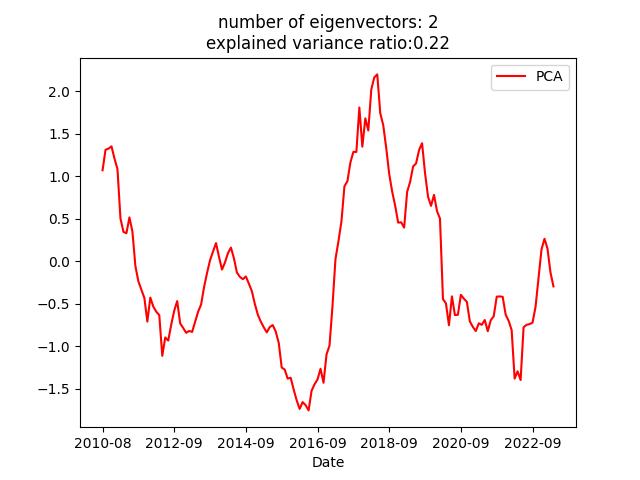 number of eigenvectors: 2
explained variance ratio:0.22
PCA
2.0
1.5
1.0
0.5
0.0
−0.5
−1.0
−1.5
2010-08 2012-09 2014-09 2016-09 2018-09 2020-09 2022-09
Date